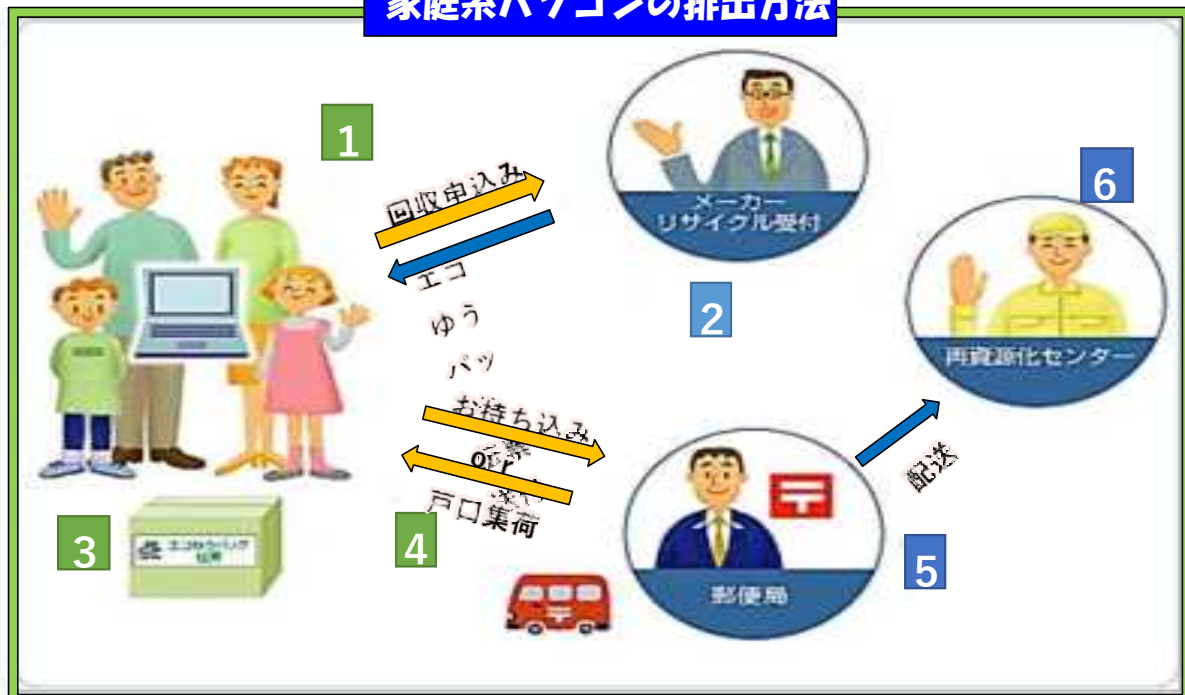 家庭系パソコンの排出方法
1
回収申込み
メーカー
リサイクル受付
2
エコ
ゆう
パッ
お持ち込み
or
戸口集荷
3
4
郵便局
5
配送
6
再資源化センター